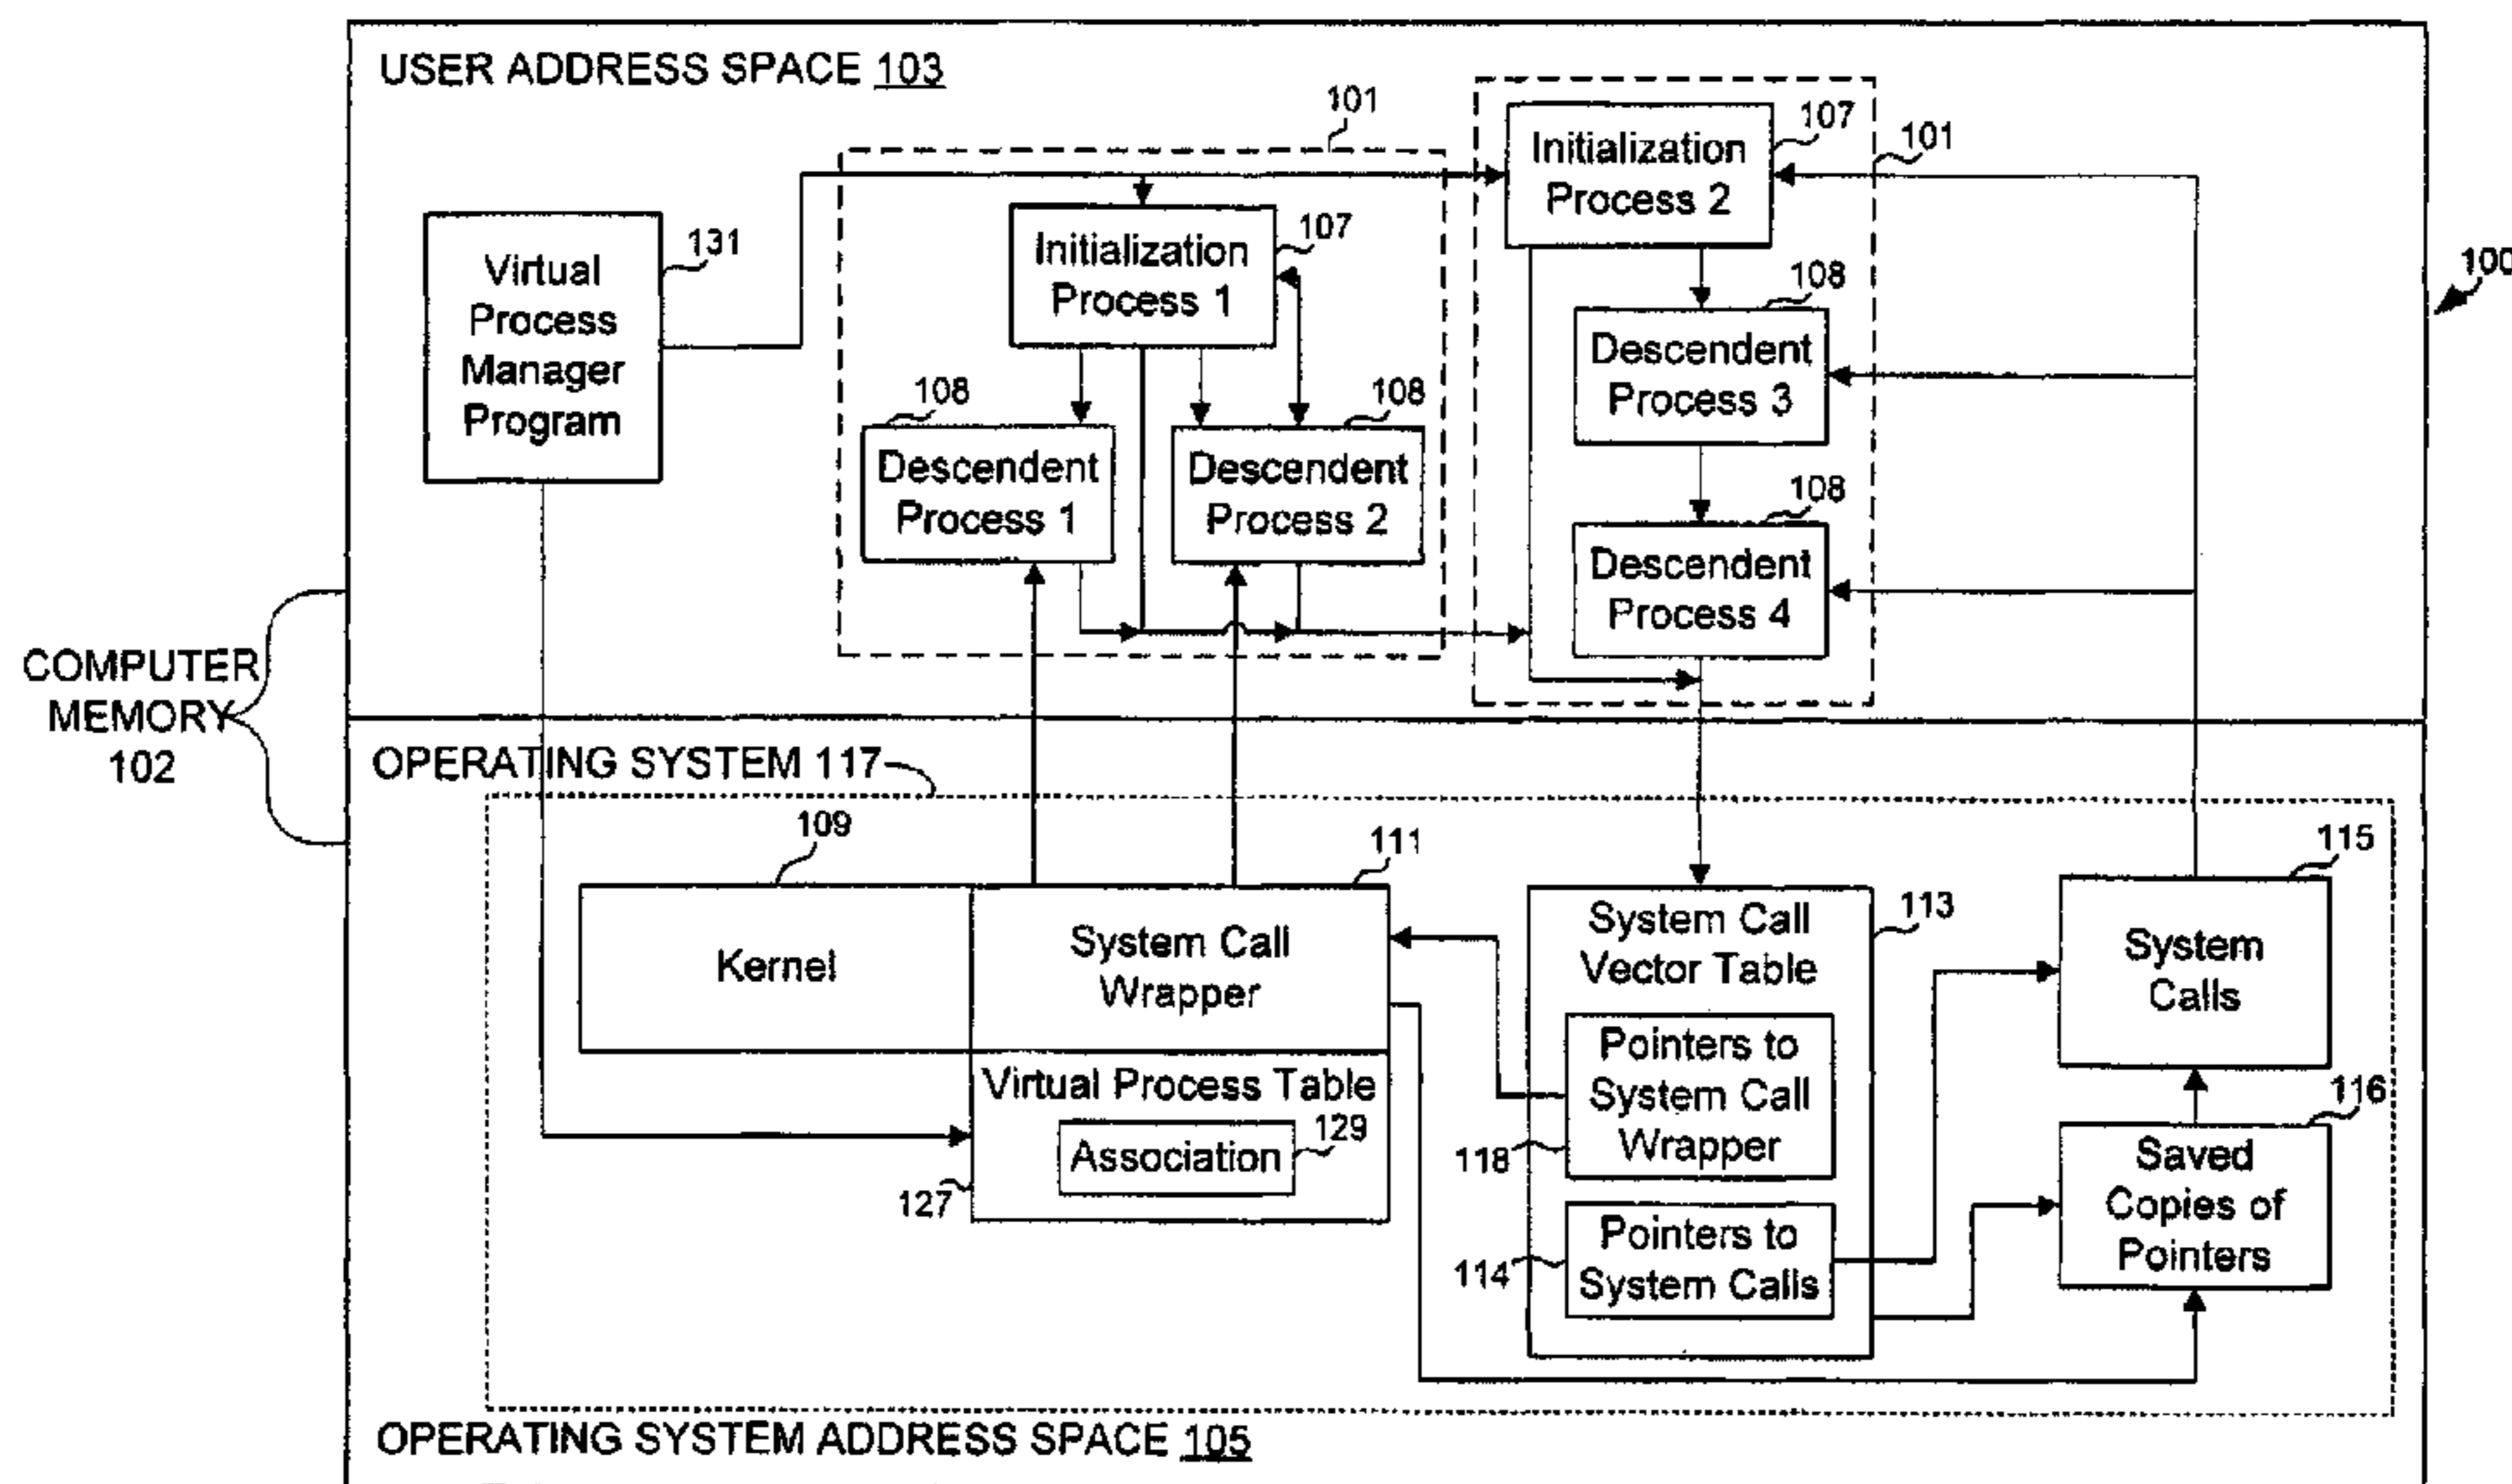 USER ADDRESS SPACE 103
101
107
101
Initialization
Process 2
131
Virtual
Process
Manager
Program
107
Initialization
Process 1
108
Descendent
Process 3
100
108
Descendent
Process 1
108
Descendent
Process 2
108
Descendent
Process 4
COMPUTER
MEMORY
102
OPERATING SYSTEM 117
109
Kernel
111
System Call
Wrapper
113
System Call
Vector Table
115
System
Calls
Virtual Process Table
129
Association
127
118
Pointers to
System Call
Wrapper
116
Saved
Copies of
Pointers
114
Pointers to
System Calls
OPERATING SYSTEM ADDRESS SPACE 105